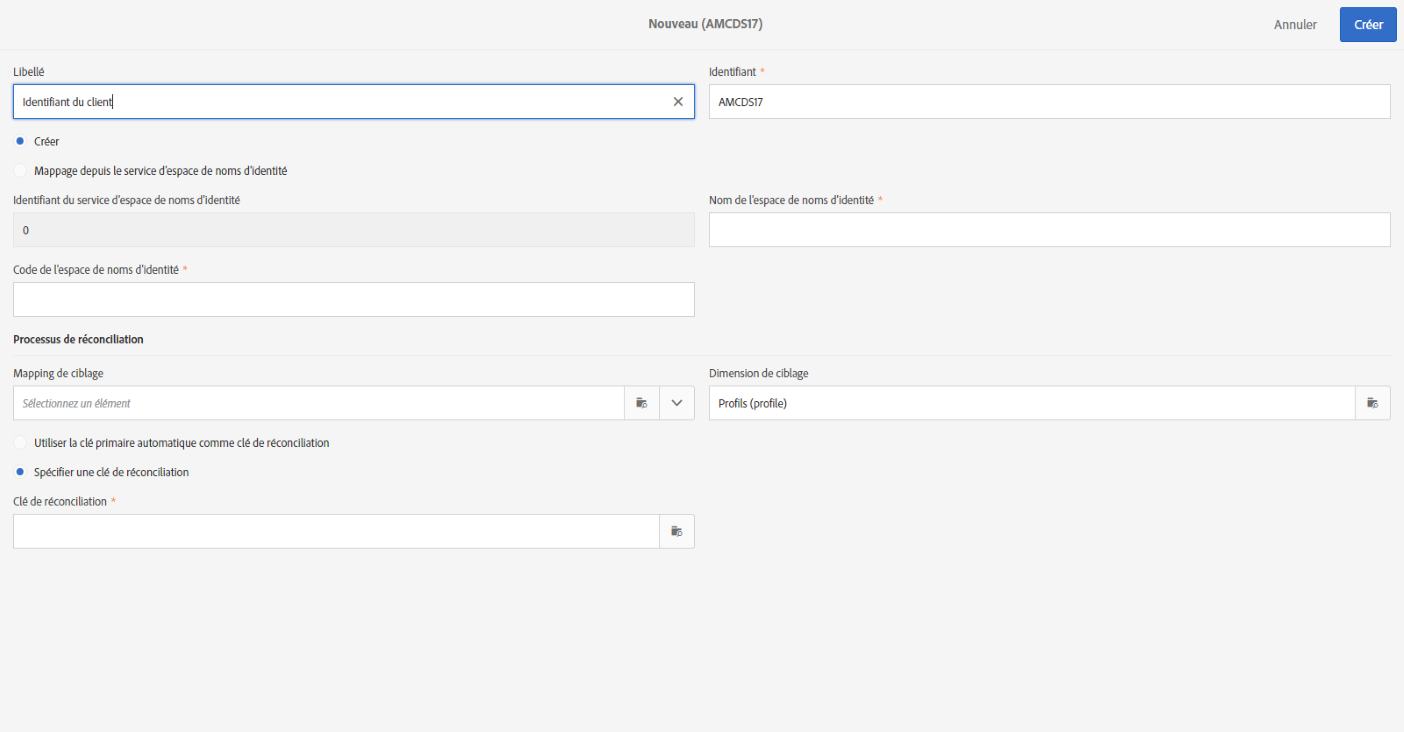 Nouveau (AMCDS17)
Annuler
Créer
Libellé
Identifiant *
Identifiant du client
AMCDS17
Créer
Mappage depuis le service d'espace de noms d'identité
Identifiant du service d'espace de noms d'identité
Nom de l'espace de noms d'identité *
0
Code de l'espace de noms d'identité *
Processus de réconciliation
Mapping de ciblage
Dimension de ciblage
Sélectionnez un élément
Profils (profile)
Utiliser la clé primaire automatique comme clé de réconciliation
Spécifier une clé de réconciliation
Clé de réconciliation *